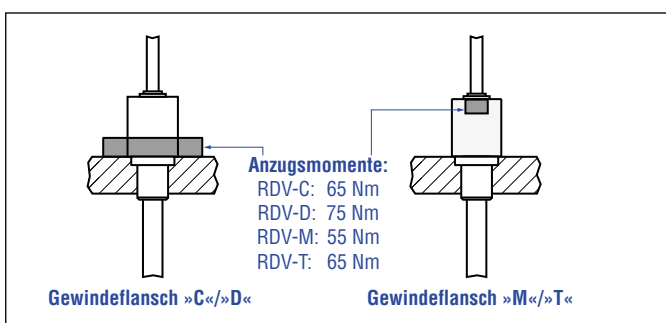 Anzugsmomente:
RDV-C: 65 Nm
RDV-D: 75 Nm
RDV-M: 55 Nm
RDV-T: 65 Nm
Gewindeflansch »C«/»D«
Gewindeflansch »M«/»T«